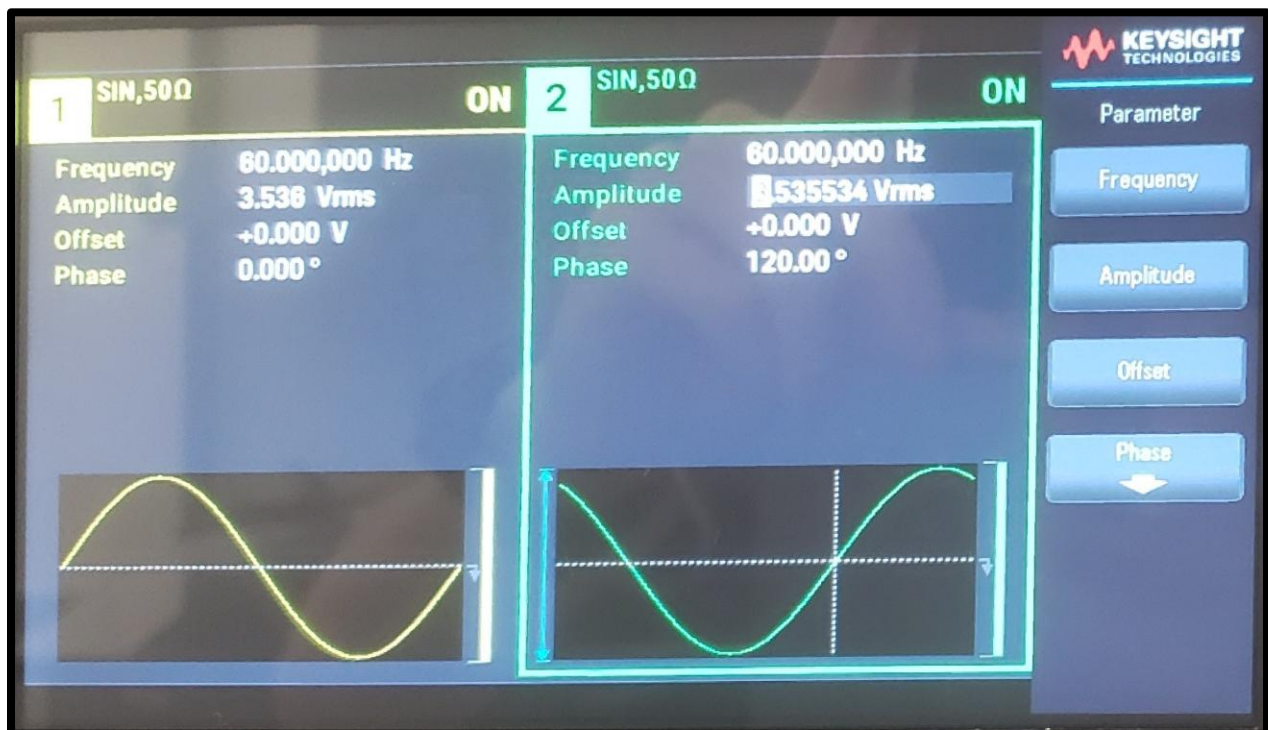 KEYSIGHT
TECHNOLOGIES
1 SIN,50Ω ON
Frequency 60.000,000 Hz
Amplitude 3.536 Vrms
Offset +0.000 V
Phase 0.000°
2 SIN,50Ω ON
Frequency 60.000,000 Hz
Amplitude 3.535534 Vrms
Offset +0.000 V
Phase 120.00°
Parameter
Frequency
Amplitude
Offset
Phase